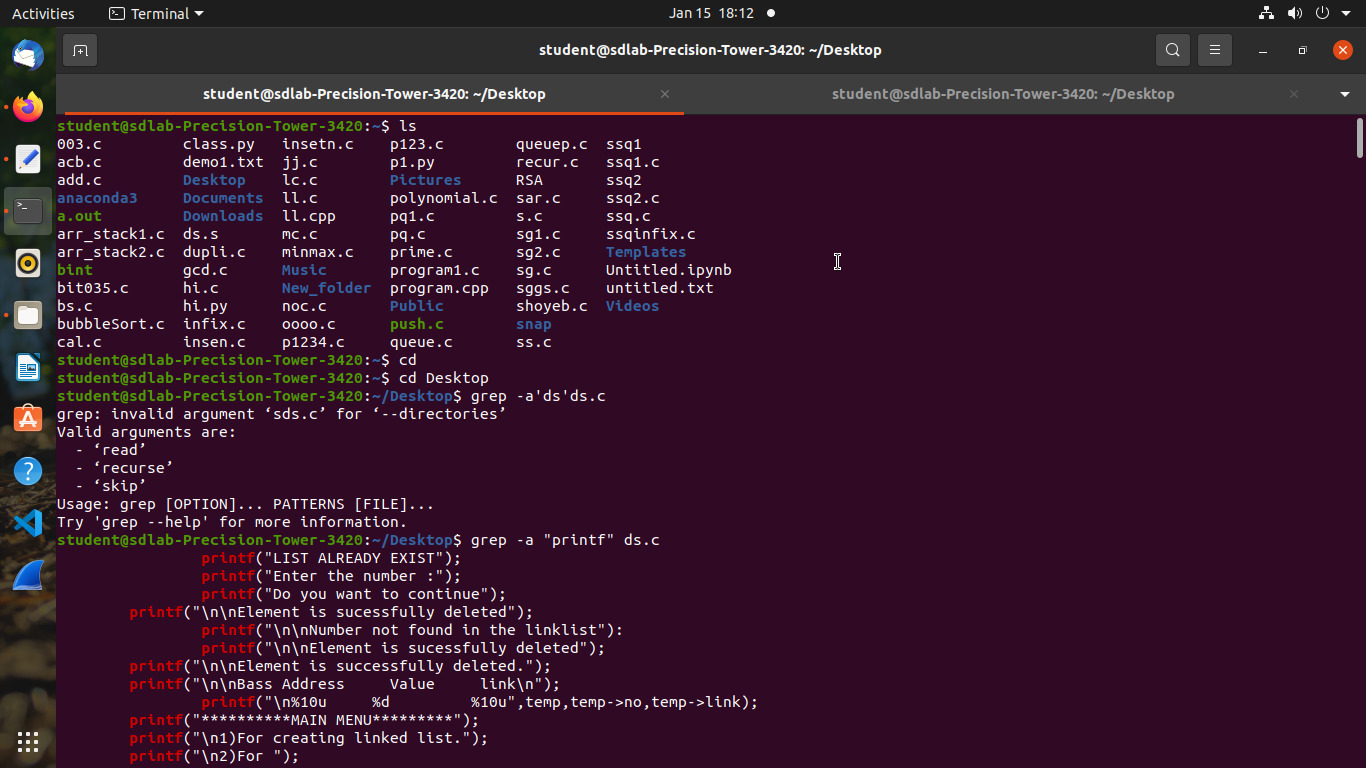 Activities Terminal Jan 15 18:12
student@sdlab-Precision-Tower-3420: ~/Desktop
student@sdlab-Precision-Tower-3420: ~/Desktop student@sdlab-Precision-Tower-3420: ~/Desktop
student@sdlab-Precision-Tower-3420:~$ ls
003.c class.py insetn.c p123.c queuep.c ssq1
acb.c demo1.txt jj.c p1.py recur.c ssq1.c
add.c Desktop lc.c Pictures RSA ssq2
anaconda3 Documents ll.c polynomial.c sar.c ssq2.c
a.out Downloads ll.cpp pq1.c s.c ssq.c
arr_stack1.c ds.s mc.c pq.c sg1.c ssqinfix.c
arr_stack2.c dupli.c minmax.c prime.c sg2.c Templates
bint gcd.c Music program1.c sg.c Untitled.ipynb
bit035.c hi.c New_folder program.cpp sggs.c untitled.txt
bs.c hi.py noc.c Public shoyeb.c Videos
bubbleSort.c infix.c oooo.c push.c snap
cal.c insen.c p1234.c queue.c ss.c
student@sdlab-Precision-Tower-3420:~$ cd
student@sdlab-Precision-Tower-3420:~$ cd Desktop
student@sdlab-Precision-Tower-3420:~/Desktop$ grep -a'ds'ds.c
grep: invalid argument ‘sds.c’ for ‘--directories’
Valid arguments are:
- ‘read’
- ‘recurse’
- ‘skip’
Usage: grep [OPTION]... PATTERNS [FILE]...
Try 'grep --help' for more information.
student@sdlab-Precision-Tower-3420:~/Desktop$ grep -a "printf" ds.c
printf("LIST ALREADY EXIST");
printf("Enter the number :");
printf("Do you want to continue");
printf("\n\nElement is sucessfully deleted");
printf("\n\nNumber not found in the linklist"):
printf("\n\nElement is sucessfully deleted");
printf("\n\nElement is successfully deleted.");
printf("\n\nBass Address Value link\n");
printf("\n%10u %d %10u",temp,temp->no,temp->link);
printf("**********MAIN MENU*********");
printf("\n1)For creating linked list.");
printf("\n2)For ");